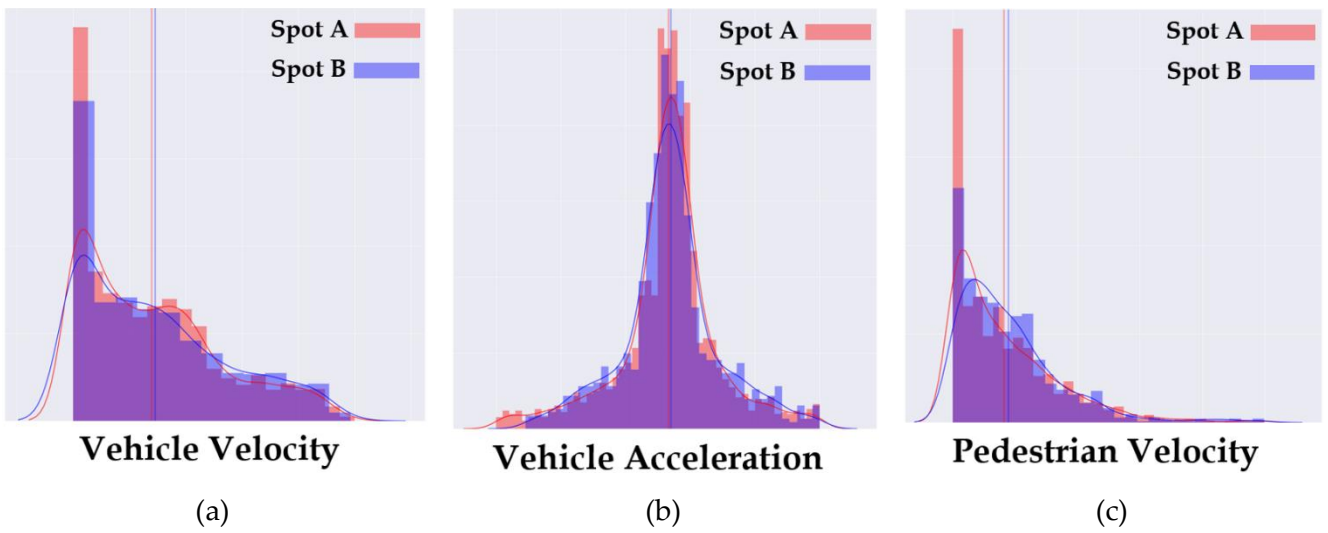 Spot A
Spot B
Vehicle Velocity
(a)
Spot A
Spot B
Vehicle Acceleration
(b)
Spot A
Spot B
Pedestrian Velocity
(c)